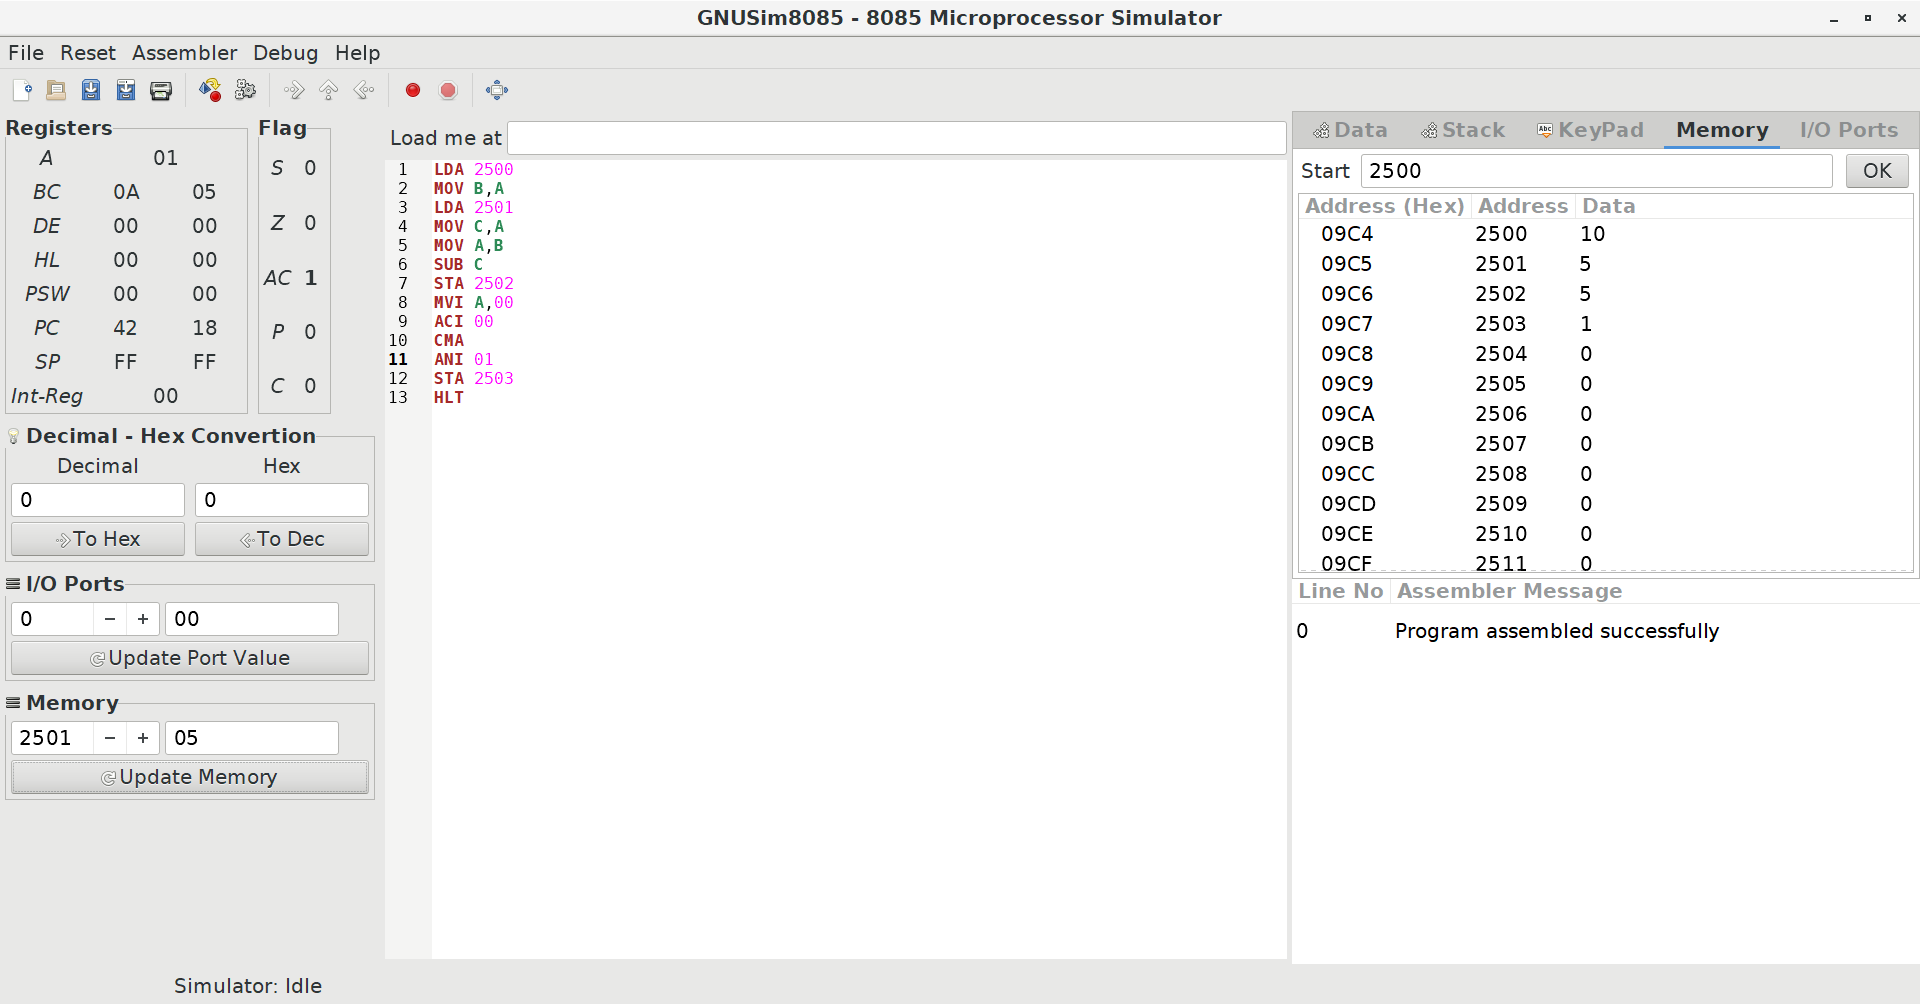 GNUSim8085 - 8085 Microprocessor Simulator
File Reset Assembler Debug Help
Registers
A 01
BC 0A 05
DE 00 00
HL 00 00
PSW 00 00
PC 42 18
SP FF FF
Int-Reg 00
Flag
S 0
Z 0
AC 1
P 0
C 0
Decimal - Hex Convertion
Decimal Hex
0 0
To Hex To Dec
I/O Ports
0 − + 00
Update Port Value
Memory
2501 − + 05
Update Memory
Load me at
1 LDA 2500
2 MOV B,A
3 LDA 2501
4 MOV C,A
5 MOV A,B
6 SUB C
7 STA 2502
8 MVI A,00
9 ACI 00
10 CMA
11 ANI 01
12 STA 2503
13 HLT
Data Stack Abc KeyPad Memory I/O Ports
Start 2500 OK
Address (Hex) Address Data
09C4 2500 10
09C5 2501 5
09C6 2502 5
09C7 2503 1
09C8 2504 0
09C9 2505 0
09CA 2506 0
09CB 2507 0
09CC 2508 0
09CD 2509 0
09CE 2510 0
09CF 2511 0
Line No Assembler Message
0 Program assembled successfully
Simulator: Idle